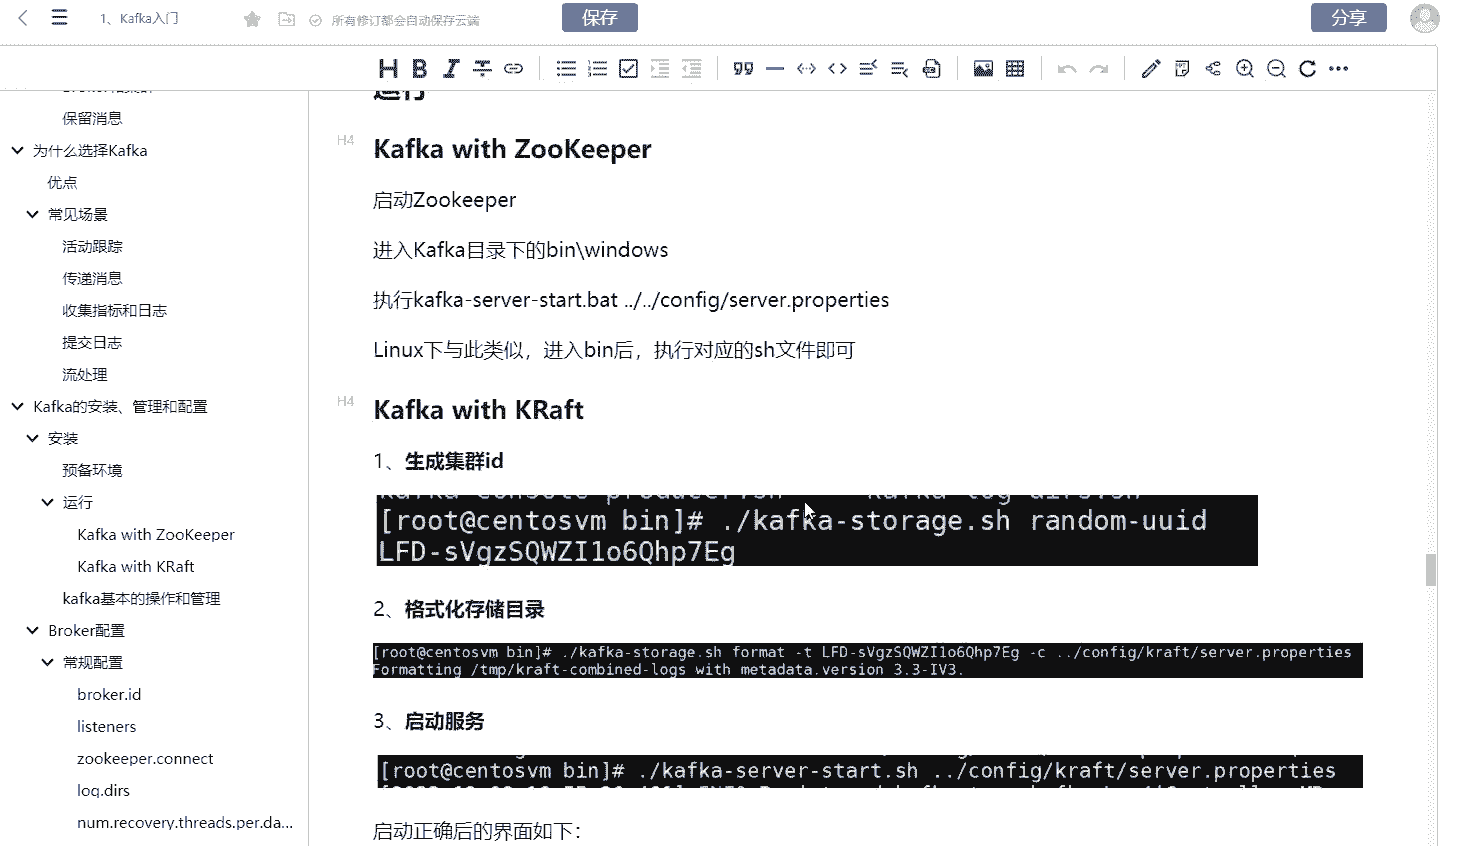 1、Kafka入门
所有修订都会自动保存云端
保存
分享
保留消息
为什么选择Kafka
优点
常见场景
活动跟踪
传递消息
收集指标和日志
提交日志
流处理
Kafka的安装、管理和配置
安装
预备环境
运行
Kafka with ZooKeeper
Kafka with KRaft
kafka基本的操作和管理
Broker配置
常规配置
broker.id
listeners
zookeeper.connect
log.dirs
num.recovery.threads.per.da...
运行
H4
Kafka with ZooKeeper
启动Zookeeper
进入Kafka目录下的bin\windows
执行kafka-server-start.bat ../../config/server.properties
Linux下与此类似，进入bin后，执行对应的sh文件即可
H4
Kafka with KRaft
1、生成集群id
[root@centosvm bin]# ./kafka-storage.sh random-uuid
LFD-sVgzSQWZI1o6Qhp7Eg
2、格式化存储目录
[root@centosvm bin]# ./kafka-storage.sh format -t LFD-sVgzSQWZI1o6Qhp7Eg -c ../config/kraft/server.properties
Formatting /tmp/kraft-combined-logs with metadata.version 3.3-IV3.
3、启动服务
[root@centosvm bin]# ./kafka-server-start.sh ../config/kraft/server.properties
启动正确后的界面如下：